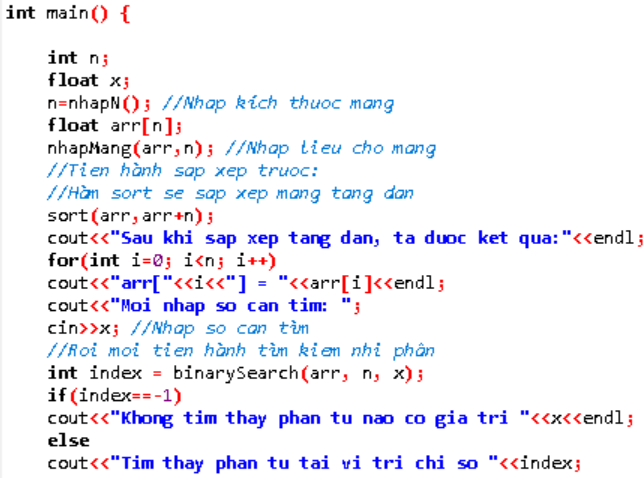 int main() {
int n;
float x;
n=nhapN(); //Nhap kích thuoc mang
float arr[n];
nhapMang(arr,n); //Nhap lieu cho mang
//Tien hành sap xep truoc:
//Hàm sort se sap xep mang tang dan
sort(arr,arr+n);
cout<<"Sau khi sap xep tang dan, ta duoc ket qua:"<<endl;
for(int i=0; i<n; i++)
cout<<"arr["<<i<<"] = "<<arr[i]<<endl;
cout<<"Moi nhap so can tim: ";
cin>>x; //Nhap so can tìm
//Roi moi tien hành tìm kiem nhi phân
int index = binarySearch(arr, n, x);
if(index==-1)
cout<<"Khong tim thay phan tu nao co gia tri "<<x<<endl;
else
cout<<"Tim thay phan tu tai vi tri chi so "<<index;